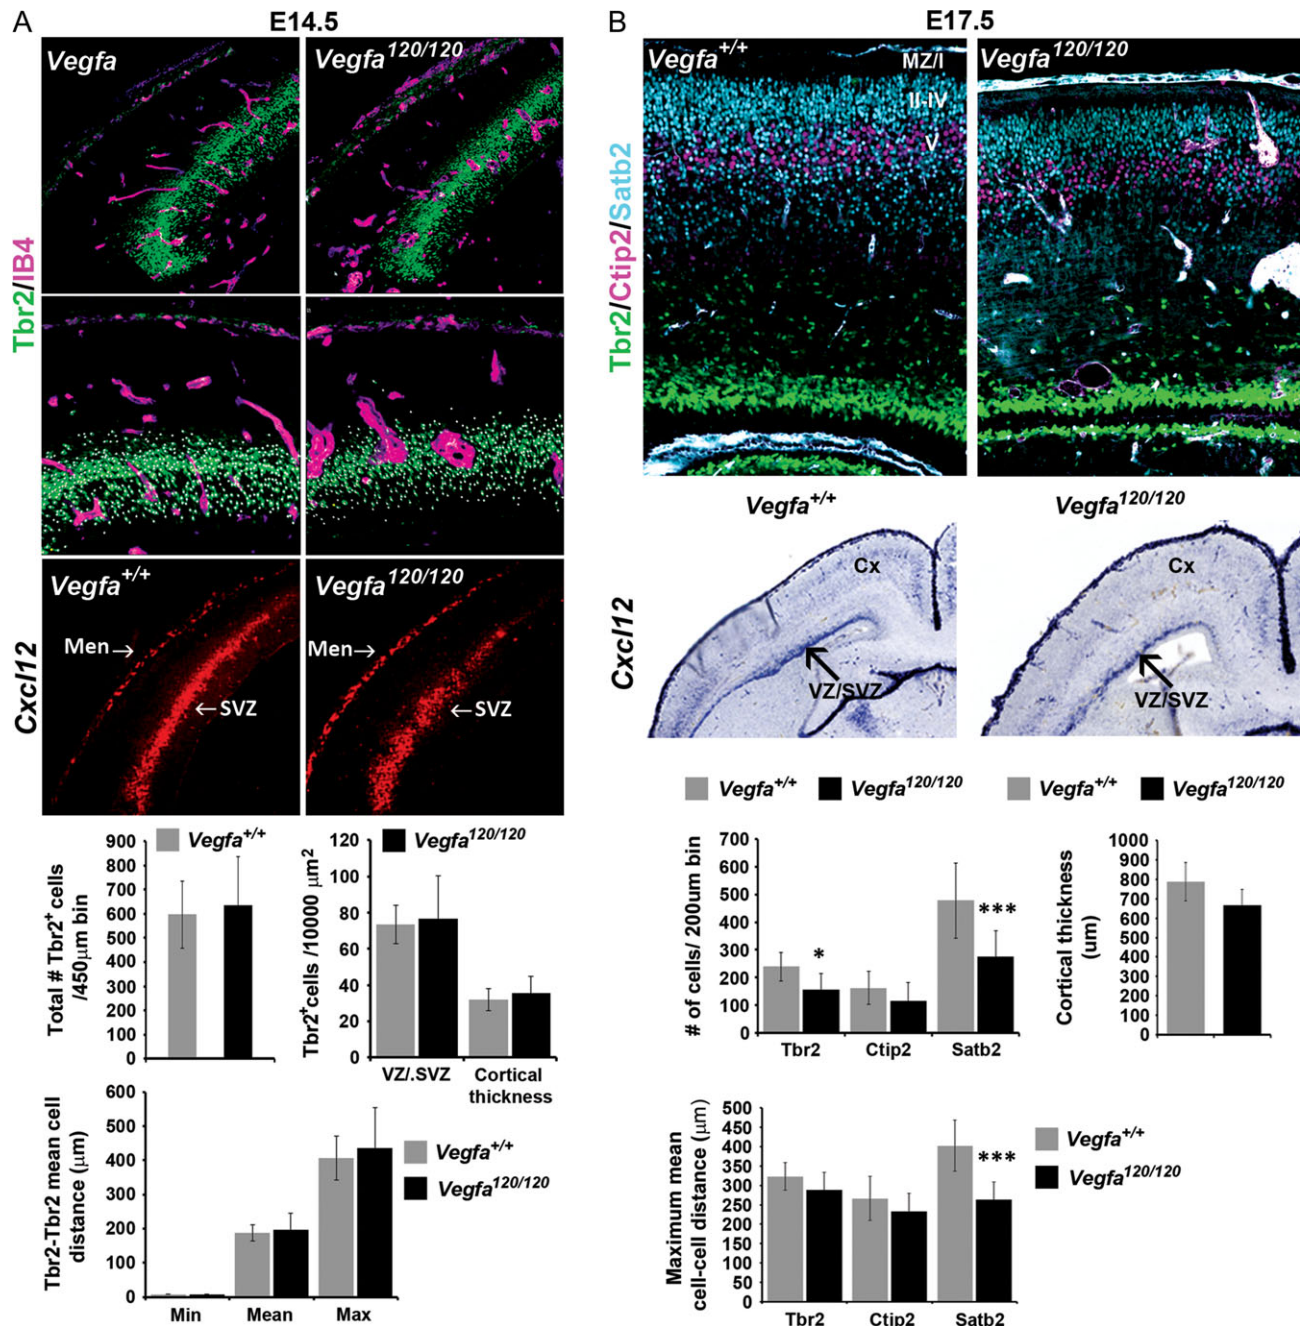 A
E14.5
Vegfa
Vegfa120/120
Tbr2/IB4
Vegfa+/+
Vegfa120/120
Men →
← SVZ
Men →
← SVZ
Cxcl12
Vegfa+/+
Vegfa120/120
Total # Tbr2+ cells
/450µm bin
900
800
700
600
500
400
300
200
100
0
Tbr2+cells /10000 µm2
120
100
80
60
40
20
0
VZ/.SVZ
Cortical
thickness
Tbr2-Tbr2 mean cell
distance (µm)
600
500
400
300
200
100
0
Min
Mean
Max
Vegfa+/+
Vegfa120/120
B
E17.5
Vegfa+/+
MZ/I
II-IV
V
Vegfa120/120
Tbr2/Ctip2/Satb2
Vegfa+/+
Vegfa120/120
Cx
VZ/SVZ
Cx
VZ/SVZ
Cxcl12
Vegfa+/+
Vegfa120/120
Vegfa+/+
Vegfa120/120
# of cells/ 200um bin
700
600
500
400
300
200
100
0
*
***
Tbr2
Ctip2
Satb2
Cortical thickness
(um)
1000
900
800
700
600
500
400
300
200
100
0
Maximum mean
cell-cell distance (µm)
500
450
400
350
300
250
200
150
100
50
0
***
Tbr2
Ctip2
Satb2
Vegfa+/+
Vegfa120/120